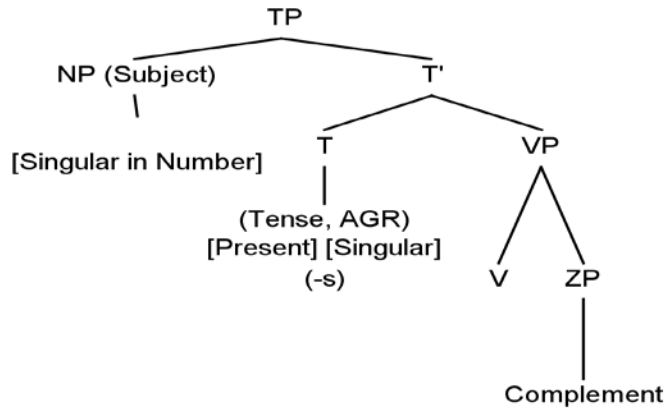 TP
NP (Subject) T'
[Singular in Number] T VP
(Tense, AGR)
[Present] [Singular]
(-s) V ZP
Complement